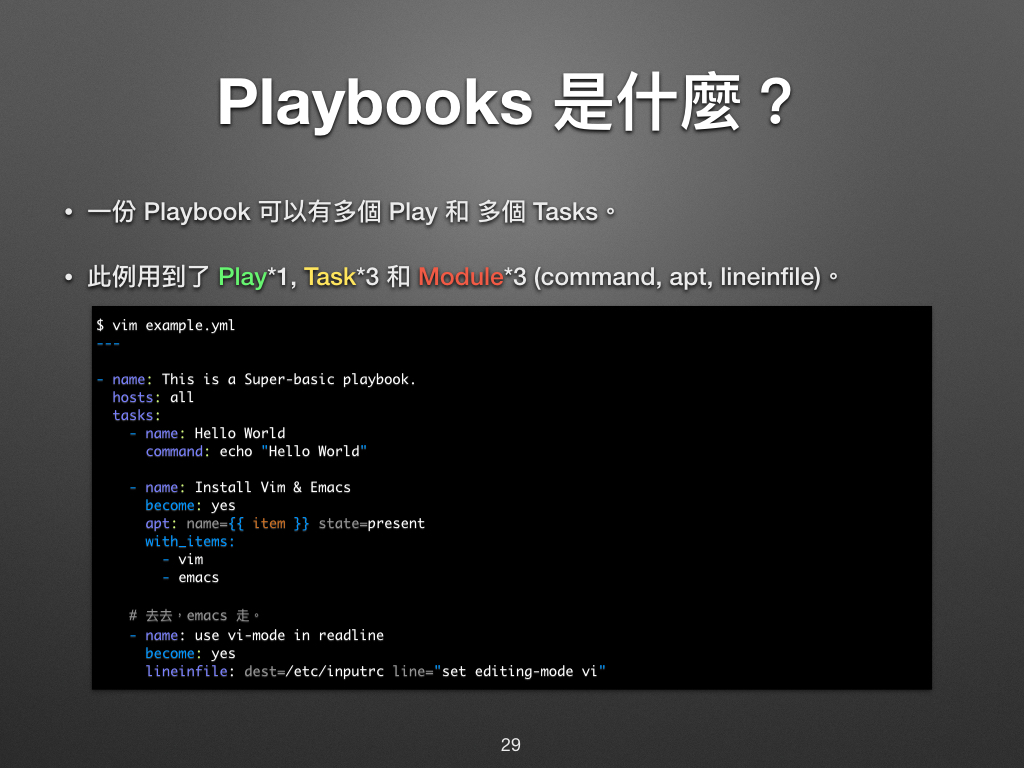 Playbooks 是什麼？
• 一份 Playbook 可以有多個 Play 和 多個 Tasks。
• 此例用到了 Play*1, Task*3 和 Module*3 (command, apt, lineinfile)。
$ vim example.yml
---
- name: This is a Super-basic playbook.
  hosts: all
  tasks:
    - name: Hello World
      command: echo "Hello World"
    - name: Install Vim & Emacs
      become: yes
      apt: name={{ item }} state=present
      with_items:
        - vim
        - emacs
    # 去去，emacs 走。
    - name: use vi-mode in readline
      become: yes
      lineinfile: dest=/etc/inputrc line="set editing-mode vi"
29